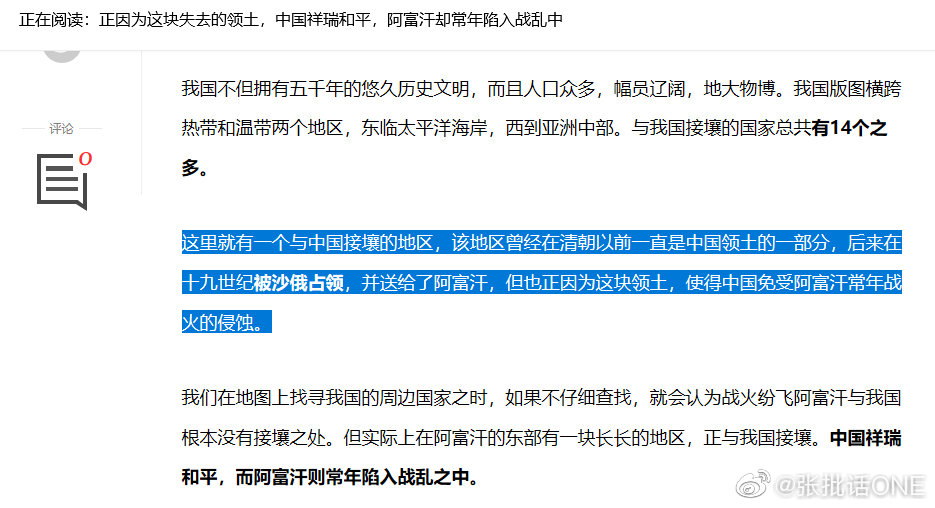 正在阅读：正因为这块失去的领土，中国祥瑞和平，阿富汗却常年陷入战乱中
我国不但拥有五千年的悠久历史文明，而且人口众多，幅员辽阔，地大物博。我国版图横跨
热带和温带两个地区，东临太平洋海岸，西到亚洲中部。与我国接壤的国家总共有14个之
多。
评论
0
这里就有一个与中国接壤的地区，该地区曾经在清朝以前一直是中国领土的一部分，后来在
十九世纪被沙俄占领，并送给了阿富汗，但也正因为这块领土，使得中国免受阿富汗常年战
火的侵蚀。
我们在地图上找寻我国的周边国家之时，如果不仔细查找，就会认为战火纷飞阿富汗与我国
根本没有接壤之处。但实际上在阿富汗的东部有一块长长的地区，正与我国接壤。中国祥瑞
和平，而阿富汗则常年陷入战乱之中。
@张批话ONE